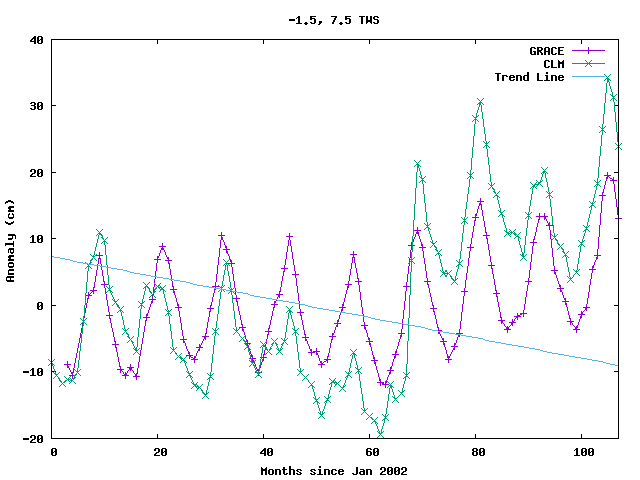 -1.5, 7.5 TWS
GRACE
CLM
Trend Line
40
30
20
10
0
-10
-20
Anomaly (cm)
0 20 40 60 80 100
Months since Jan 2002